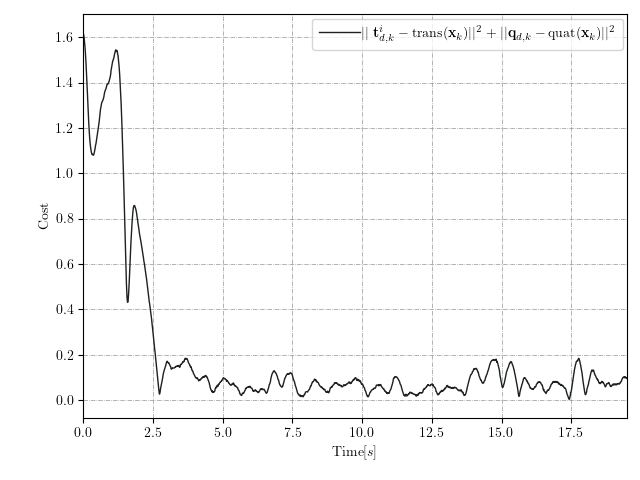 || t^i_{d,k} − trans(x_k)||^2 + ||q_{d,k} − quat(x_k)||^2
1.6
1.4
1.2
1.0
0.8
0.6
0.4
0.2
0.0
Cost
0.0 2.5 5.0 7.5 10.0 12.5 15.0 17.5
Time[s]